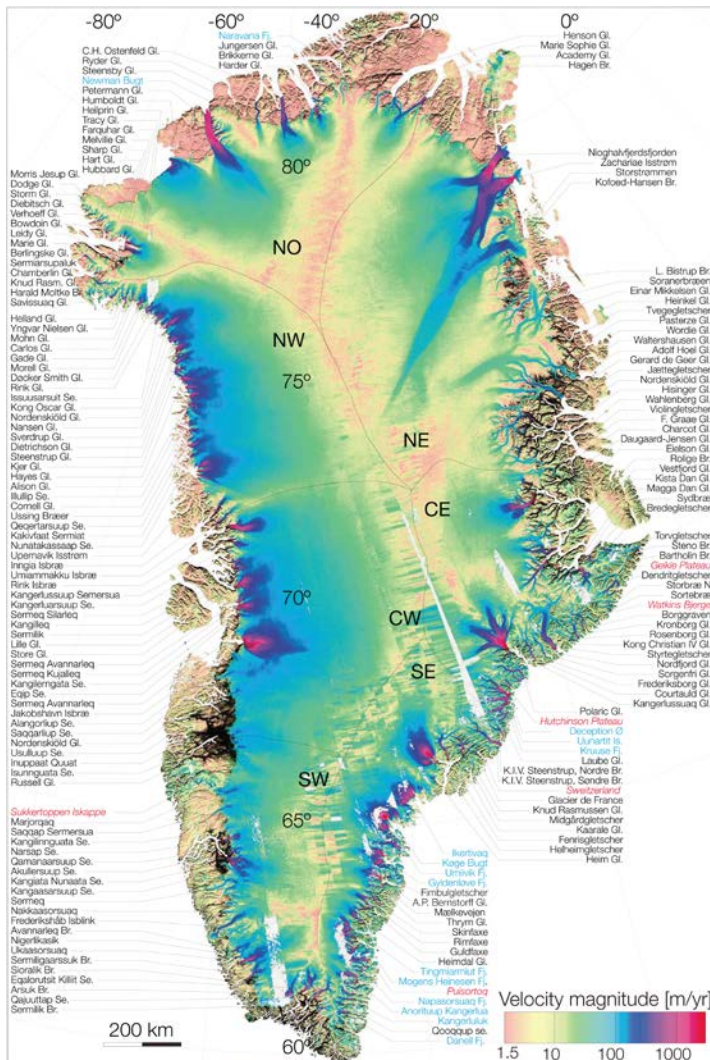 -80° -60° -40° -20° 0°
C.H. Ostenfeld Gl.
Ryder Gl.
Steensby Gl.
Newman Bugt
Petermann Gl.
Humboldt Gl.
Heilprin Gl.
Tracy Gl.
Farquhar Gl.
Melville Gl.
Sharp Gl.
Hart Gl.
Hubbard Gl.
Naravana Fj.
Jungersen Gl.
Brikkerne Gl.
Harder Gl.
Henson Gl.
Marie Sophie Gl.
Academy Gl.
Hagen Br.
Morris Jesup Gl.
Dodge Gl.
Storm Gl.
Diebitsch Gl.
Verhoeff Gl.
Bowdoin Gl.
Leidy Gl.
Marie Gl.
Berlingske Gl.
Sermiarsupaluk
Chamberlin Gl.
Knud Rasm. Gl.
Harald Moltke Br.
Savissuaq Gl.
Helland Gl.
Yngvar Nielsen Gl.
Mohn Gl.
Carlos Gl.
Gade Gl.
Morell Gl.
Døcker Smith Gl.
Rink Gl.
Issuusarsuit Se.
Kong Oscar Gl.
Nordenskiöld Gl.
Nansen Gl.
Sverdrup Gl.
Dietrichson Gl.
Steenstrup Gl.
Kjer Gl.
Hayes Gl.
Alison Gl.
Illullip Se.
Cornell Gl.
Ussing Bræer
Qeqertarsuup Se.
Kakivfaat Sermiat
Nunatakassaap Se.
Upernavik Isstrøm
Inngia Isbræ
Umiammakku Isbræ
Rink Isbræ
Kangerlussuup Sermersua
Kangerluarsuup Se.
Sermeq Silarleq
Kangilleq
Sermilik
Lille Gl.
Store Gl.
Sermeq Avannarleq
Sermeq Kujalleq
Kangilerngata Se.
Eqip Se.
Sermeq Avannarleq
Jakobshavn Isbræ
Alangorliup Se.
Saqqarliup Se.
Nordenskiöld Gl.
Usulluup Se.
Inuppaat Quuat
Isunnguata Se.
Russell Gl.
Sukkertoppen Iskappe
Marjorqaq
Saqqap Sermersua
Kangilinnguata Se.
Narsap Se.
Qamanaarsuup Se.
Akullersuup Se.
Kangiata Nunaata Se.
Kangaasarsuup Se.
Sermeq
Nakkaasorsuaq
Frederikshåb Isblink
Avannarleq Br.
Nigerlikasik
Ukaasorsuaq
Sermiligaarssuk Br.
Sioralik Br.
Eqalorutsit Killiit Se.
Arsuk Br.
Qajuuttap Se.
Sermilik Br.
Nioghalvfjerdsfjorden
Zachariae Isstrøm
Storstrømmen
Kofoed-Hansen Br.
L. Bistrup Br.
Soranerbræen
Einar Mikkelsen Gl.
Heinkel Gl.
Tvegegletscher
Pasterze Gl.
Wordie Gl.
Waltershausen Gl.
Adolf Hoel Gl.
Gerard de Geer Gl.
Jættegletscher
Nordenskiöld Gl.
Hisinger Gl.
Wahlenberg Gl.
Violingletscher
F. Graae Gl.
Charcot Gl.
Daugaard-Jensen Gl.
Eielson Gl.
Rolige Br.
Vestfjord Gl.
Kista Dan Gl.
Magga Dan Gl.
Sydbræ
Bredegletscher
Torvgletscher
Steno Br.
Bartholin Br.
Geikie Plateau
Dendritgletscher
Storbræ N
Sortebræ
Watkins Bjerge
Borggraven
Kronborg Gl.
Rosenborg Gl.
Kong Christian IV Gl.
Styrtegletscher
Nordfjord Gl.
Sorgenfri Gl.
Frederiksborg Gl.
Courtauld Gl.
Kangerlussuaq Gl.
Polaric Gl.
Hutchinson Plateau
Deception Ø
Uunartit Is.
Kruuse Fj.
Laube Gl.
K.I.V. Steenstrup, Nordre Br.
K.I.V. Steenstrup, Søndre Br.
Sweitzerland
Glacier de France
Knud Rasmussen Gl.
Midgårdgletscher
Kaarale Gl.
Fenrisgletscher
Helheimgletscher
Heim Gl.
Ikertivaq
Køge Bugt
Umiivik Fj.
Gyldenløve Fj.
Fimbulgletscher
A.P. Bernstorff Gl.
Mælkevejen
Thrym Gl.
Skinfaxe
Rimfaxe
Guldfaxe
Heimdal Gl.
Tingmiarmiut Fj.
Mogens Heinesen Fj.
Puisortoq
Napasorsuaq Fj.
Anorituup Kangerlua
Kangerluluk
Qooqqup se.
Danell Fj.
80°
NO
NW
75°
NE
CE
70°
CW
SE
SW
65°
60°
200 km
Velocity magnitude [m/yr]
1.5 10 100 1000